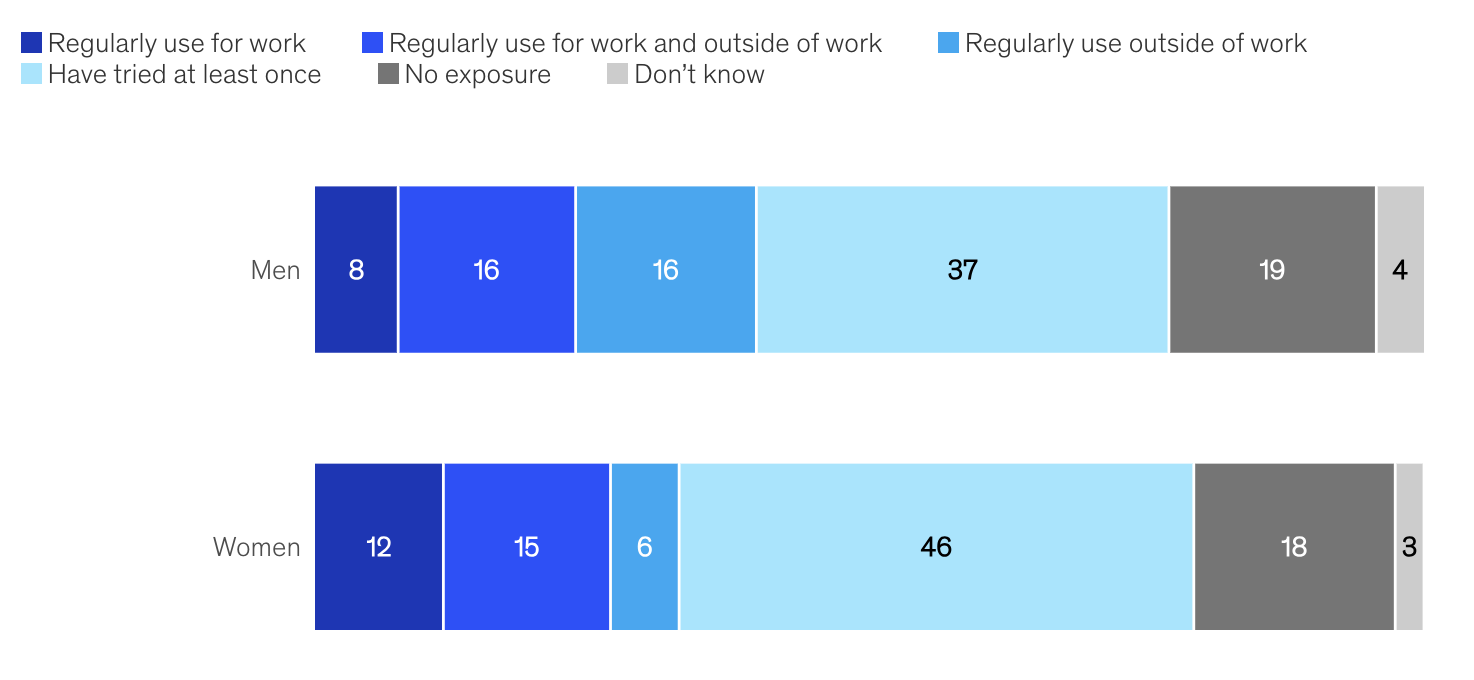 Regularly use for work Regularly use for work and outside of work Regularly use outside of work
Have tried at least once No exposure Don’t know
Men 8 16 16 37 19 4
Women 12 15 6 46 18 3